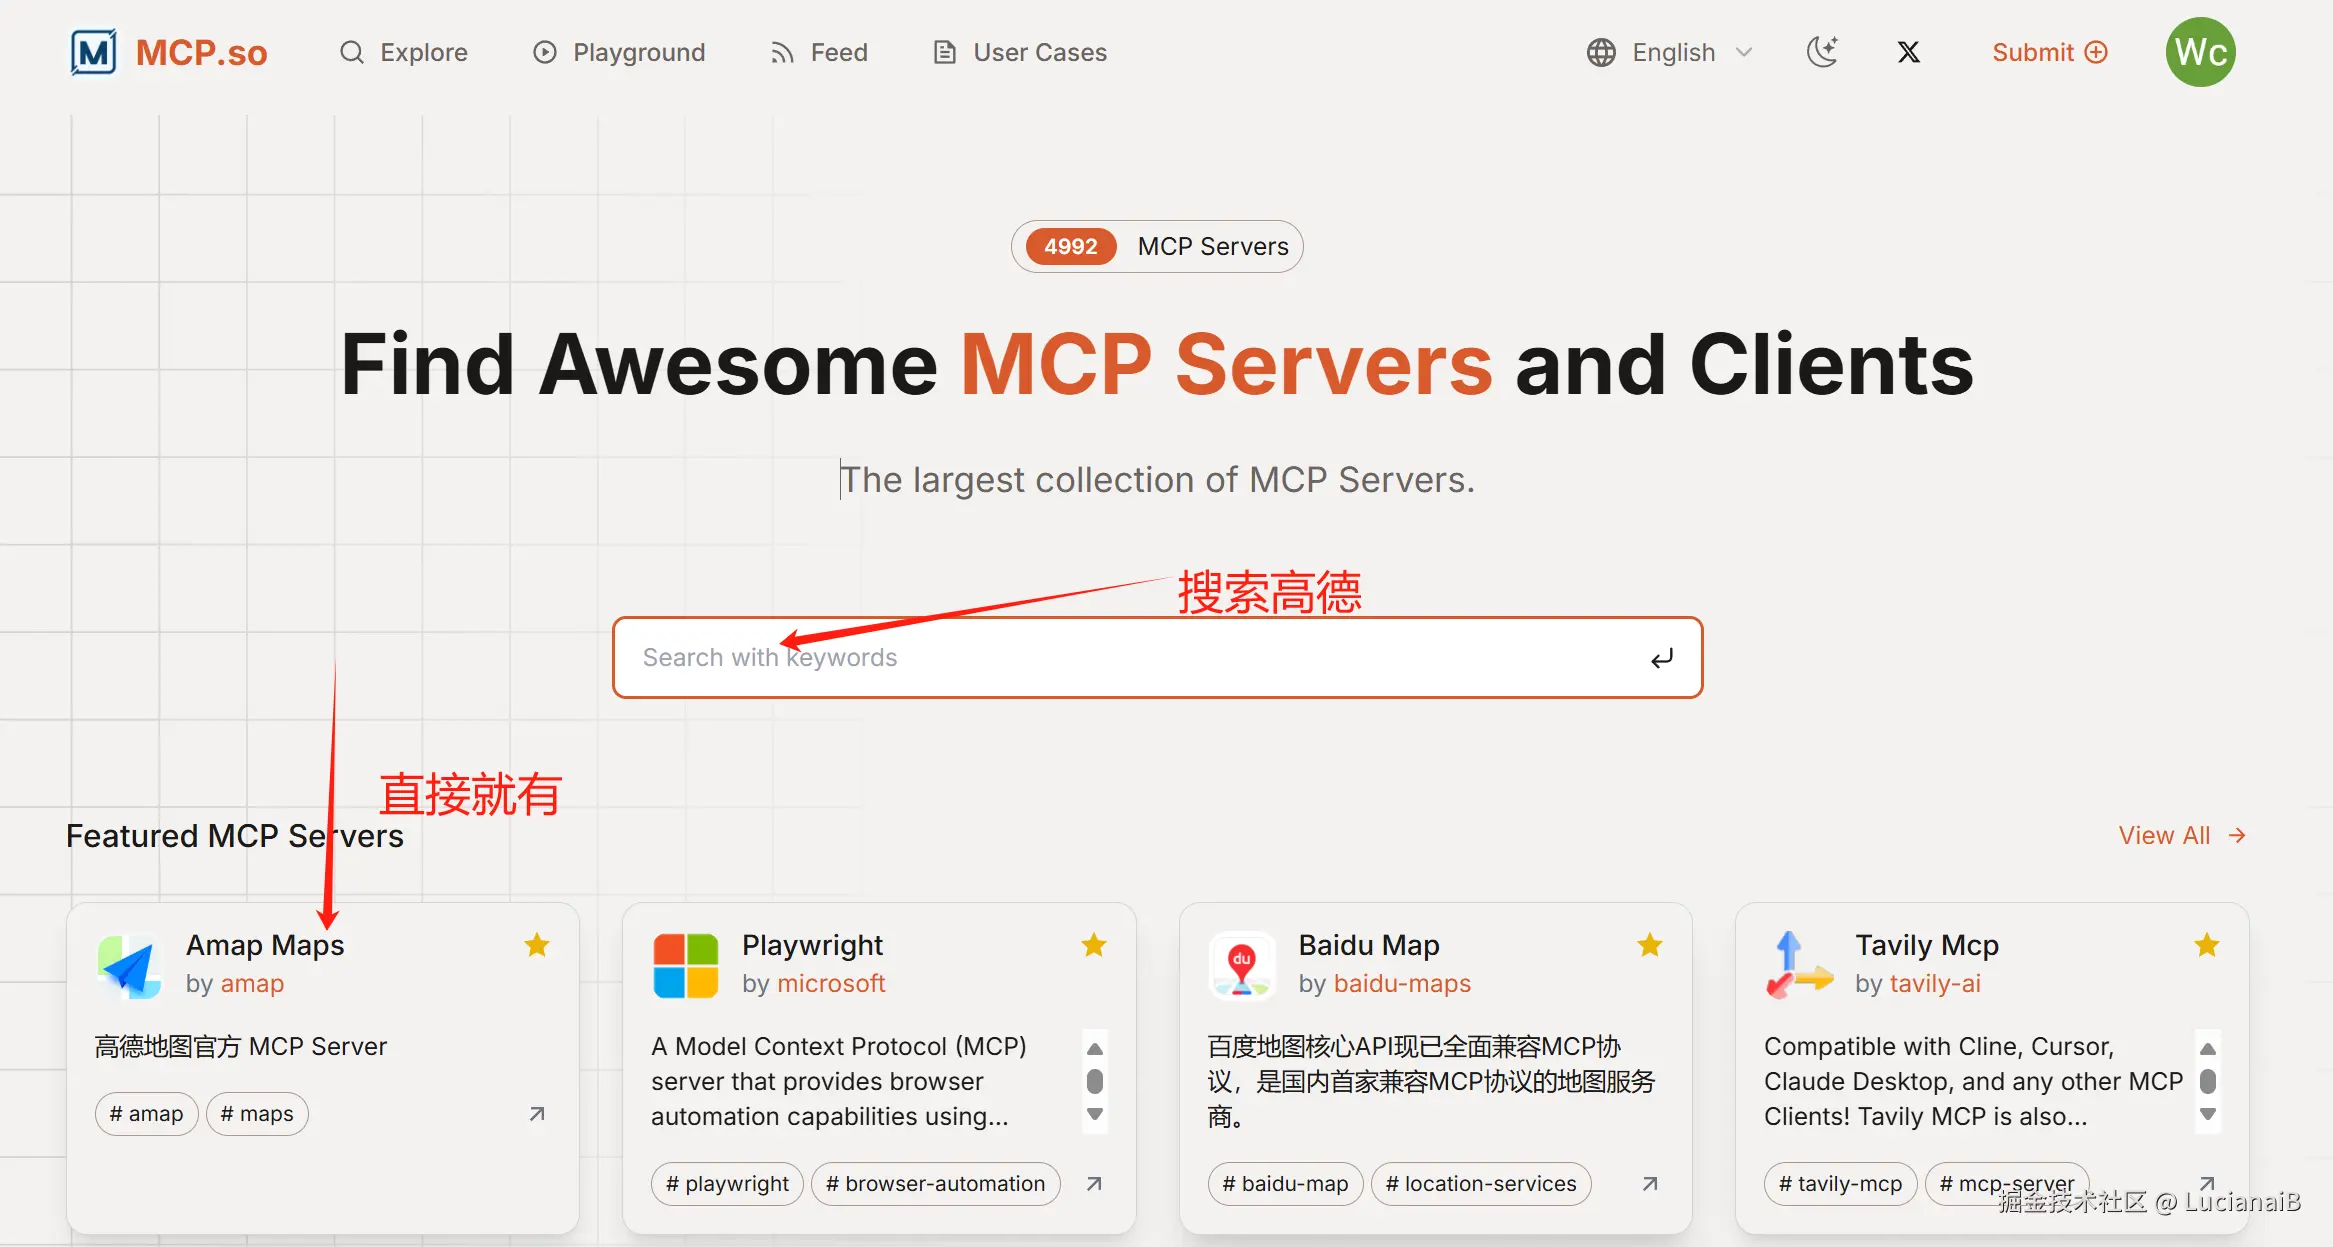 M MCP.so Explore Playground Feed User Cases English X Submit Wc
4992 MCP Servers
Find Awesome MCP Servers and Clients
The largest collection of MCP Servers.
搜索高德
Search with keywords
直接就有
Featured MCP Servers View All
Amap Maps
by amap
高德地图官方 MCP Server
# amap # maps
Playwright
by microsoft
A Model Context Protocol (MCP)
server that provides browser
automation capabilities using...
# playwright # browser-automation
Baidu Map
du
by baidu-maps
百度地图核心API现已全面兼容MCP协
议，是国内首家兼容MCP协议的地图服务
商。
# baidu-map # location-services
Tavily Mcp
by tavily-ai
Compatible with Cline, Cursor,
Claude Desktop, and any other MCP
Clients! Tavily MCP is also...
# tavily-mcp # mcp-server
掘金技术社区 @ LucianaiB